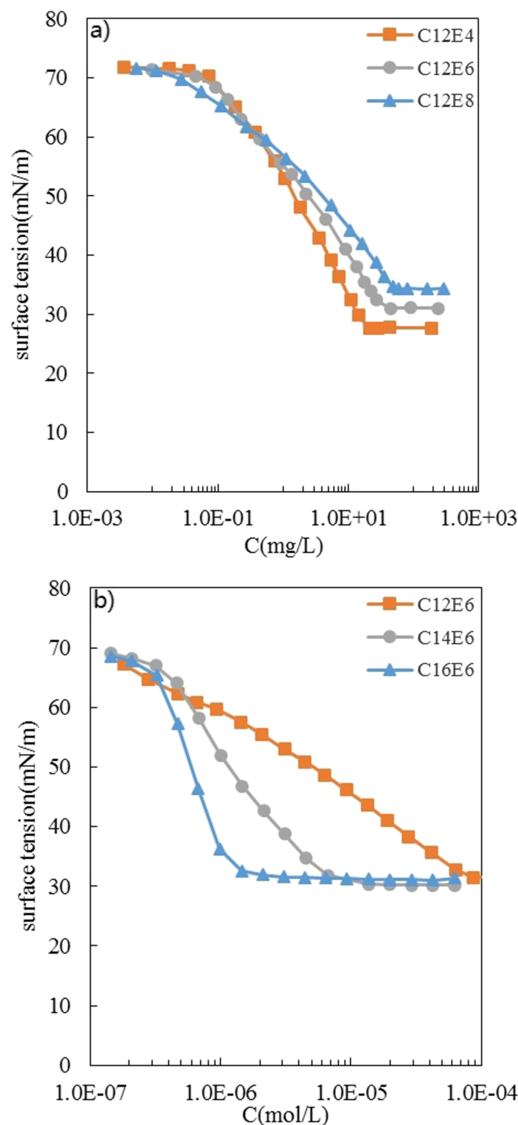 80
a)
C12E4
70
C12E6
60
C12E8
50
40
30
20
10
0
surface tension(mN/m)
1.0E-03 1.0E-01 1.0E+01 1.0E+03
C(mg/L)
80
b)
C12E6
70
C14E6
60
C16E6
50
40
30
20
10
0
surface tension(mN/m)
1.0E-07 1.0E-06 1.0E-05 1.0E-04
C(mol/L)